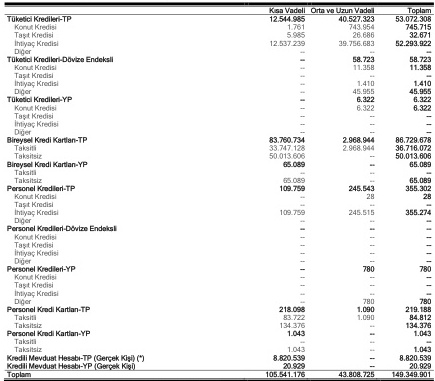 Kısa Vadeli Orta ve Uzun Vadeli Toplam
Tüketici Kredileri-TP 12.544.985 40.527.323 53.072.308
Konut Kredisi 1.761 743.954 745.715
Taşıt Kredisi 5.985 26.686 32.671
İhtiyaç Kredisi 12.537.239 39.756.683 52.293.922
Diğer -- -- --
Tüketici Kredileri-Dövize Endeksli -- 58.723 58.723
Konut Kredisi -- 11.358 11.358
Taşıt Kredisi -- -- --
İhtiyaç Kredisi -- 1.410 1.410
Diğer -- 45.955 45.955
Tüketici Kredileri-YP -- 6.322 6.322
Konut Kredisi -- 6.322 6.322
Taşıt Kredisi -- -- --
İhtiyaç Kredisi -- -- --
Diğer -- -- --
Bireysel Kredi Kartları-TP 83.760.734 2.968.944 86.729.678
Taksitli 33.747.128 2.968.944 36.716.072
Taksitsiz 50.013.606 -- 50.013.606
Bireysel Kredi Kartları-YP 65.089 -- 65.089
Taksitli -- -- --
Taksitsiz 65.089 -- 65.089
Personel Kredileri-TP 109.759 245.543 355.302
Konut Kredisi -- 28 28
Taşıt Kredisi -- -- --
İhtiyaç Kredisi 109.759 245.515 355.274
Diğer -- -- --
Personel Kredileri-Dövize Endeksli -- -- --
Konut Kredisi -- -- --
Taşıt Kredisi -- -- --
İhtiyaç Kredisi -- -- --
Diğer -- -- --
Personel Kredileri-YP -- 780 780
Konut Kredisi -- -- --
Taşıt Kredisi -- -- --
İhtiyaç Kredisi -- -- --
Diğer -- 780 780
Personel Kredi Kartları-TP 218.098 1.090 219.188
Taksitli 83.722 1.090 84.812
Taksitsiz 134.376 -- 134.376
Personel Kredi Kartları-YP 1.043 -- 1.043
Taksitli -- -- --
Taksitsiz 1.043 -- 1.043
Kredili Mevduat Hesabı-TP (Gerçek Kişi) (*) 8.820.539 -- 8.820.539
Kredili Mevduat Hesabı-YP (Gerçek Kişi) 20.929 -- 20.929
Toplam 105.541.176 43.808.725 149.349.901